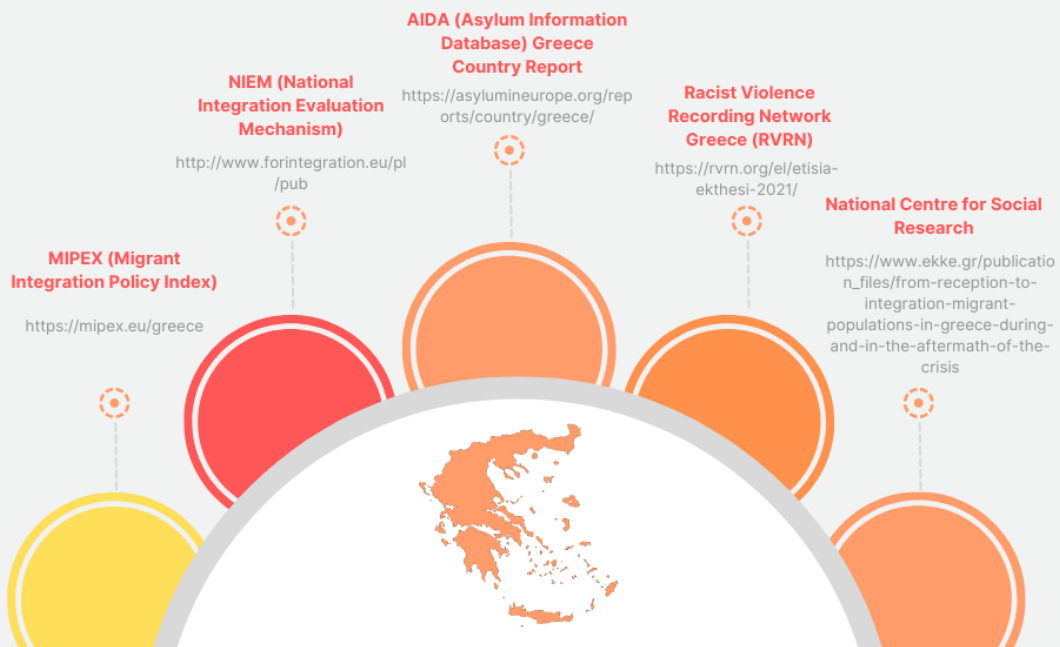 MIPEX (Migrant
Integration Policy Index)
https://mipex.eu/greece
NIEM (National
Integration Evaluation
Mechanism)
http://www.forintegration.eu/pl
/pub
AIDA (Asylum Information
Database) Greece
Country Report
https://asylumineurope.org/rep
orts/country/greece/
Racist Violence
Recording Network
Greece (RVRN)
https://rvrn.org/el/etisia-
ekthesi-2021/
National Centre for Social
Research
https://www.ekke.gr/publicatio
n_files/from-reception-to-
integration-migrant-
populations-in-greece-during-
and-in-the-aftermath-of-the-
crisis